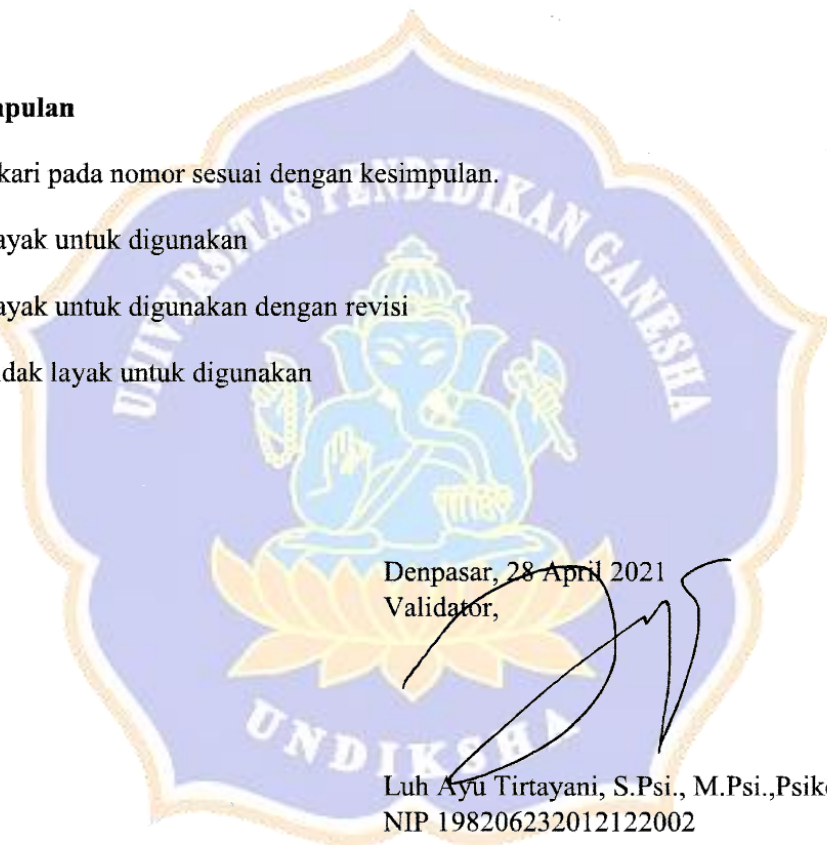 npulan
kari pada nomor sesuai dengan kesimpulan.
ayak untuk digunakan
ayak untuk digunakan dengan revisi
dak layak untuk digunakan
UNIVERSITAS PENDIDIKAN GANESHA
Denpasar, 28 April 2021
Validator,
UNDIKSHA
Luh Ayu Tirtayani, S.Psi., M.Psi.,Psik
NIP 198206232012122002